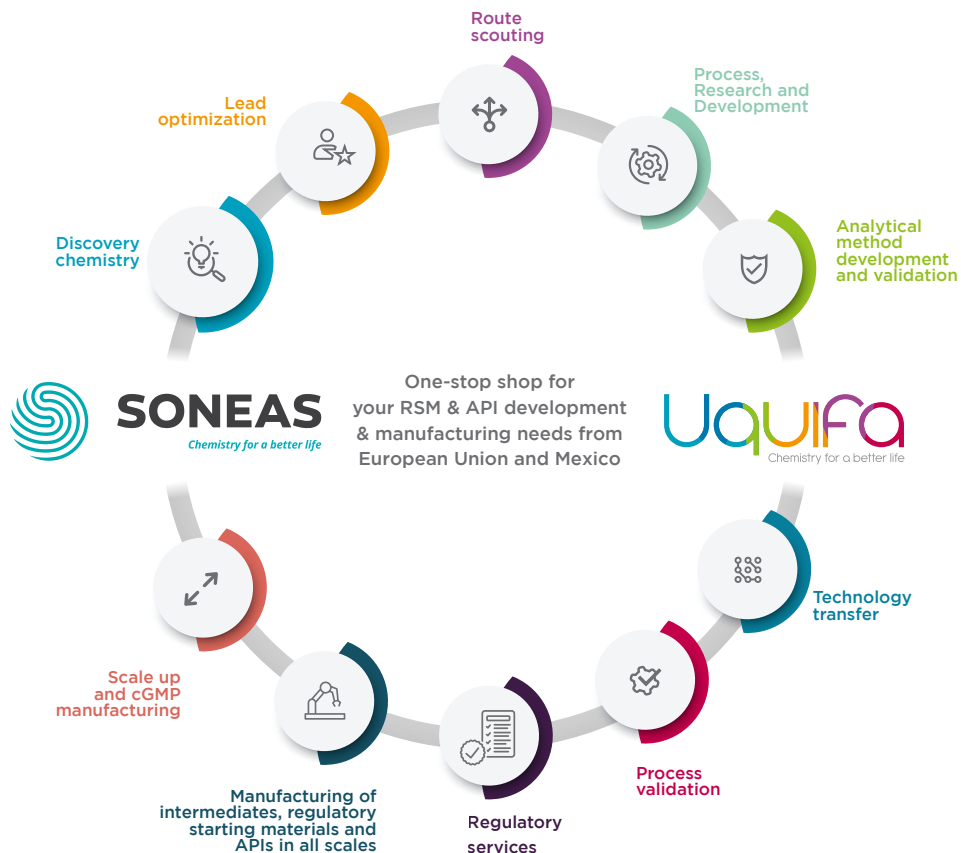 Route
scouting
Process,
Research and
Development
Lead
optimization
Analytical
method
development
and validation
Discovery
chemistry
SONEAS
Chemistry for a better life
One-stop shop for
your RSM & API development
& manufacturing needs from
European Union and Mexico
UquIFa
Chemistry for a better life
Technology
transfer
Scale up
and cGMP
manufacturing
Process
validation
Manufacturing of
intermediates, regulatory
starting materials and
APIs in all scales
Regulatory
services